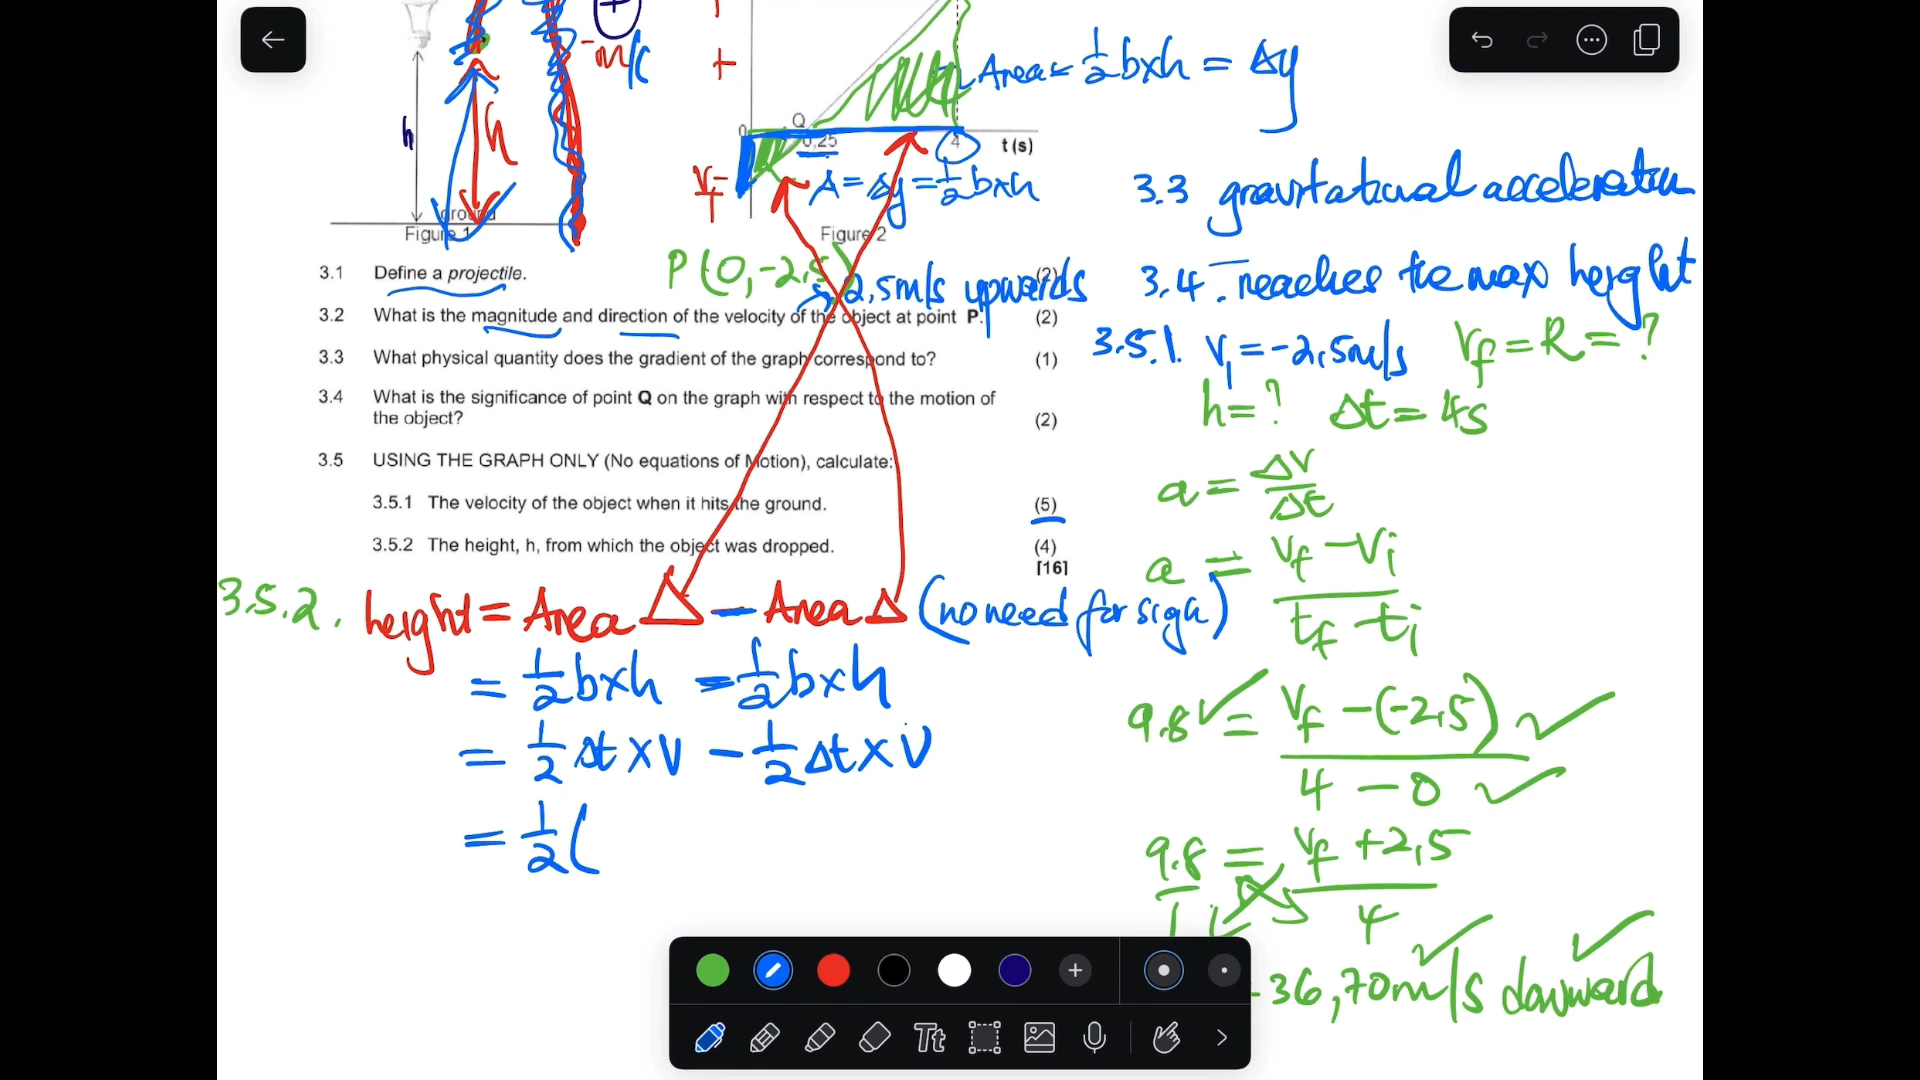 h
h
-m/s
+
Area = ½bxh = Δy
0
Q
0,25
4
t (s)
Vf
A = Δy = ½bxh
ground
Figure 1
Figure 2
3.3 gravitational acceleration
3.1 Define a projectile. (2)
P(0,-2,5)
2,5m/s upwards
3.4. reaches the max height
3.2 What is the magnitude and direction of the velocity of the object at point P. (2)
3.5.1. Vi = -2,5m/s Vf = R = ?
3.3 What physical quantity does the gradient of the graph correspond to? (1)
h = ? Δt = 4s
3.4 What is the significance of point Q on the graph with respect to the motion of
the object? (2)
3.5 USING THE GRAPH ONLY (No equations of Motion), calculate:
a = ΔV/Δt
3.5.1 The velocity of the object when it hits the ground. (5)
3.5.2 The height, h, from which the object was dropped. (4)
[16]
a = (Vf - Vi)/(tf - ti)
3.5.2. height = Area Δ - Area Δ (no need for sign)
= ½bxh - ½bxh
9.8 = (Vf - (-2,5))/(4 - 0)
= ½Δt x V - ½Δt x V
= ½(
9.8/1 = (Vf + 2,5)/4
36,70m/s downward
Tt